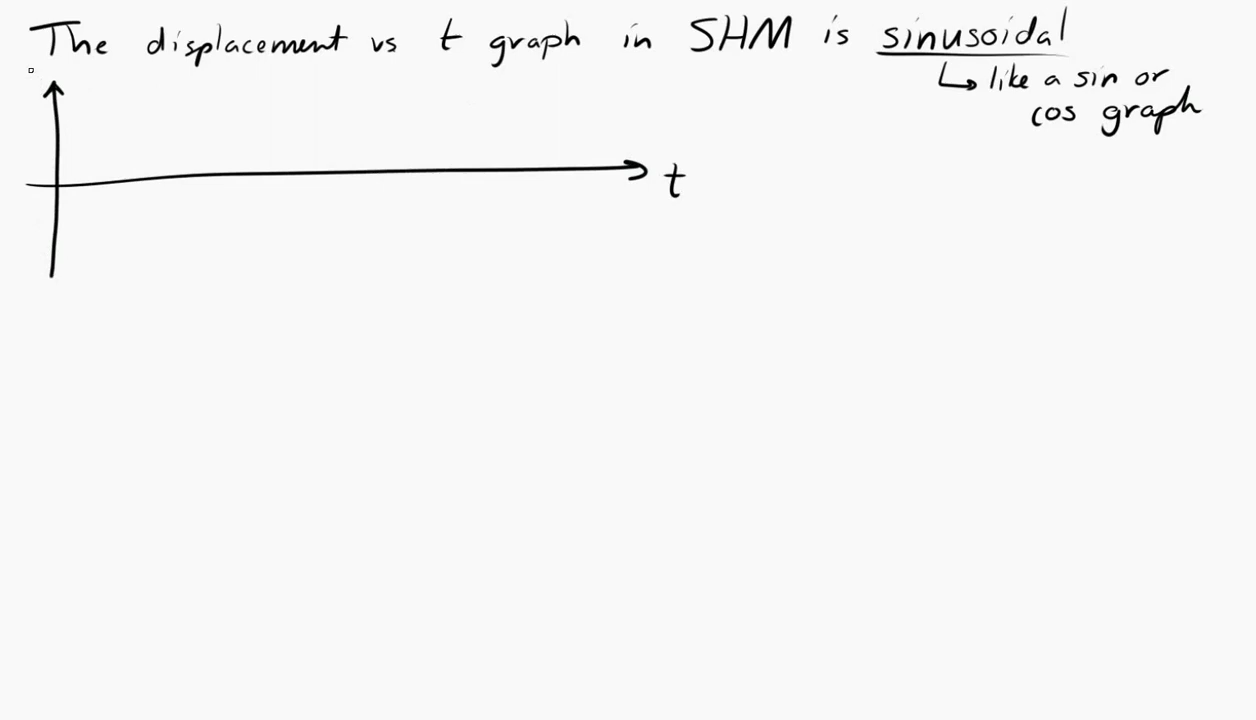 The displacement vs t graph in SHM is sinusoidal
↳ like a sin or
cos graph
t